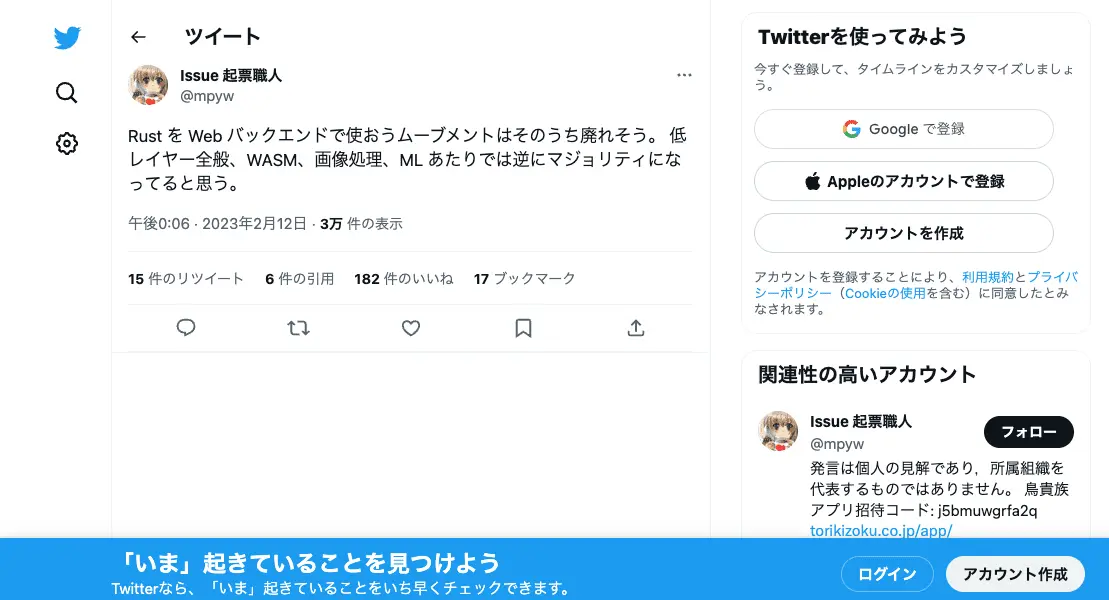 ツイート
Issue 起票職人
@mpyw
Rust を Web バックエンドで使おうムーブメントはそのうち廃れそう。 低
レイヤー全般、WASM、画像処理、ML あたりでは逆にマジョリティにな
ってると思う。
午後0:06 · 2023年2月12日 · 3万 件の表示
15 件のリツイート 6 件の引用 182 件のいいね 17 ブックマーク
Twitterを使ってみよう
今すぐ登録して、タイムラインをカスタマイズしましょ
う。
Google で登録
Appleのアカウントで登録
アカウントを作成
アカウントを登録することにより、利用規約とプライバ
シーポリシー（Cookieの使用を含む）に同意したとみ
なされます。
関連性の高いアカウント
Issue 起票職人
@mpyw
フォロー
発言は個人の見解であり，所属組織を
代表するものではありません。 鳥貴族
アプリ招待コード: j5bmuwgrfa2q
torikizoku.co.jp/app/
「いま」起きていることを見つけよう
Twitterなら、「いま」起きていることをいち早くチェックできます。
ログイン
アカウント作成